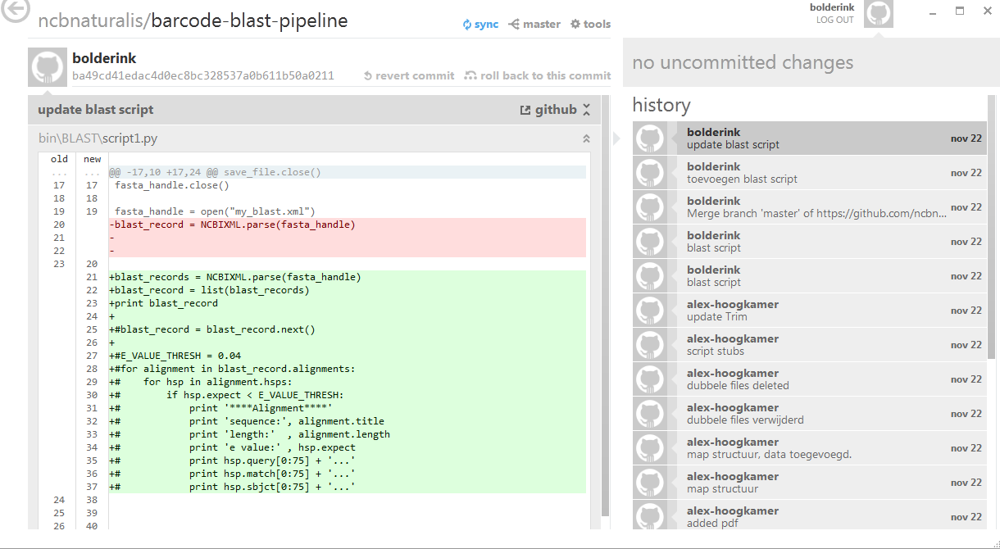 ncbnaturalis/barcode-blast-pipeline
sync master tools
bolderink
LOG OUT
bolderink
ba49cd41edac4d0ec8bc328537a0b611b50a0211
revert commit roll back to this commit
update blast script github
bin\BLAST\script1.py
old new
... ... @@ -17,10 +17,24 @@ save_file.close()
17 17 fasta_handle.close()
18 18
19 19 fasta_handle = open("my_blast.xml")
20 -blast_record = NCBIXML.parse(fasta_handle)
21 -
22 -
23 20
21 +blast_records = NCBIXML.parse(fasta_handle)
22 +blast_record = list(blast_records)
23 +print blast_record
24 +
25 +#blast_record = blast_record.next()
26 +
27 +#E_VALUE_THRESH = 0.04
28 +#for alignment in blast_record.alignments:
29 +#    for hsp in alignment.hsps:
30 +#        if hsp.expect < E_VALUE_THRESH:
31 +#            print '****Alignment****'
32 +#            print 'sequence:', alignment.title
33 +#            print 'length:'  , alignment.length
34 +#            print 'e value:' , hsp.expect
35 +#            print hsp.query[0:75] + '...'
36 +#            print hsp.match[0:75] + '...'
37 +#            print hsp.sbjct[0:75] + '...'
24 38
25 39
26 40
no uncommitted changes
history
bolderink
update blast script nov 22
bolderink
toevoegen blast script nov 22
bolderink
Merge branch 'master' of https://github.com/ncbn... nov 22
bolderink
blast script nov 22
bolderink
blast script nov 22
alex-hoogkamer
update Trim nov 22
alex-hoogkamer
script stubs nov 22
alex-hoogkamer
dubbele files deleted nov 22
alex-hoogkamer
dubbele files verwijderd nov 22
alex-hoogkamer
map structuur, data toegevoegd. nov 22
alex-hoogkamer
map structuur nov 22
alex-hoogkamer
added pdf nov 22